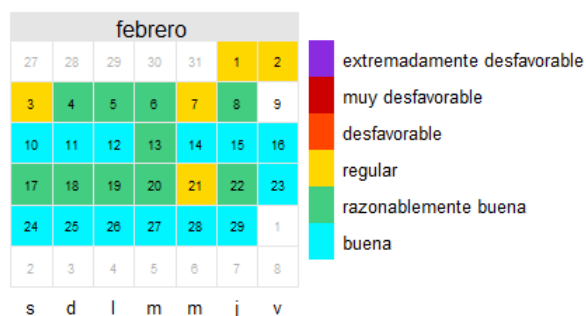 febrero
27 28 29 30 31 1 2
3 4 5 6 7 8 9
10 11 12 13 14 15 16
17 18 19 20 21 22 23
24 25 26 27 28 29 1
2 3 4 5 6 7 8
s d l m m j v
extremadamente desfavorable
muy desfavorable
desfavorable
regular
razonablemente buena
buena